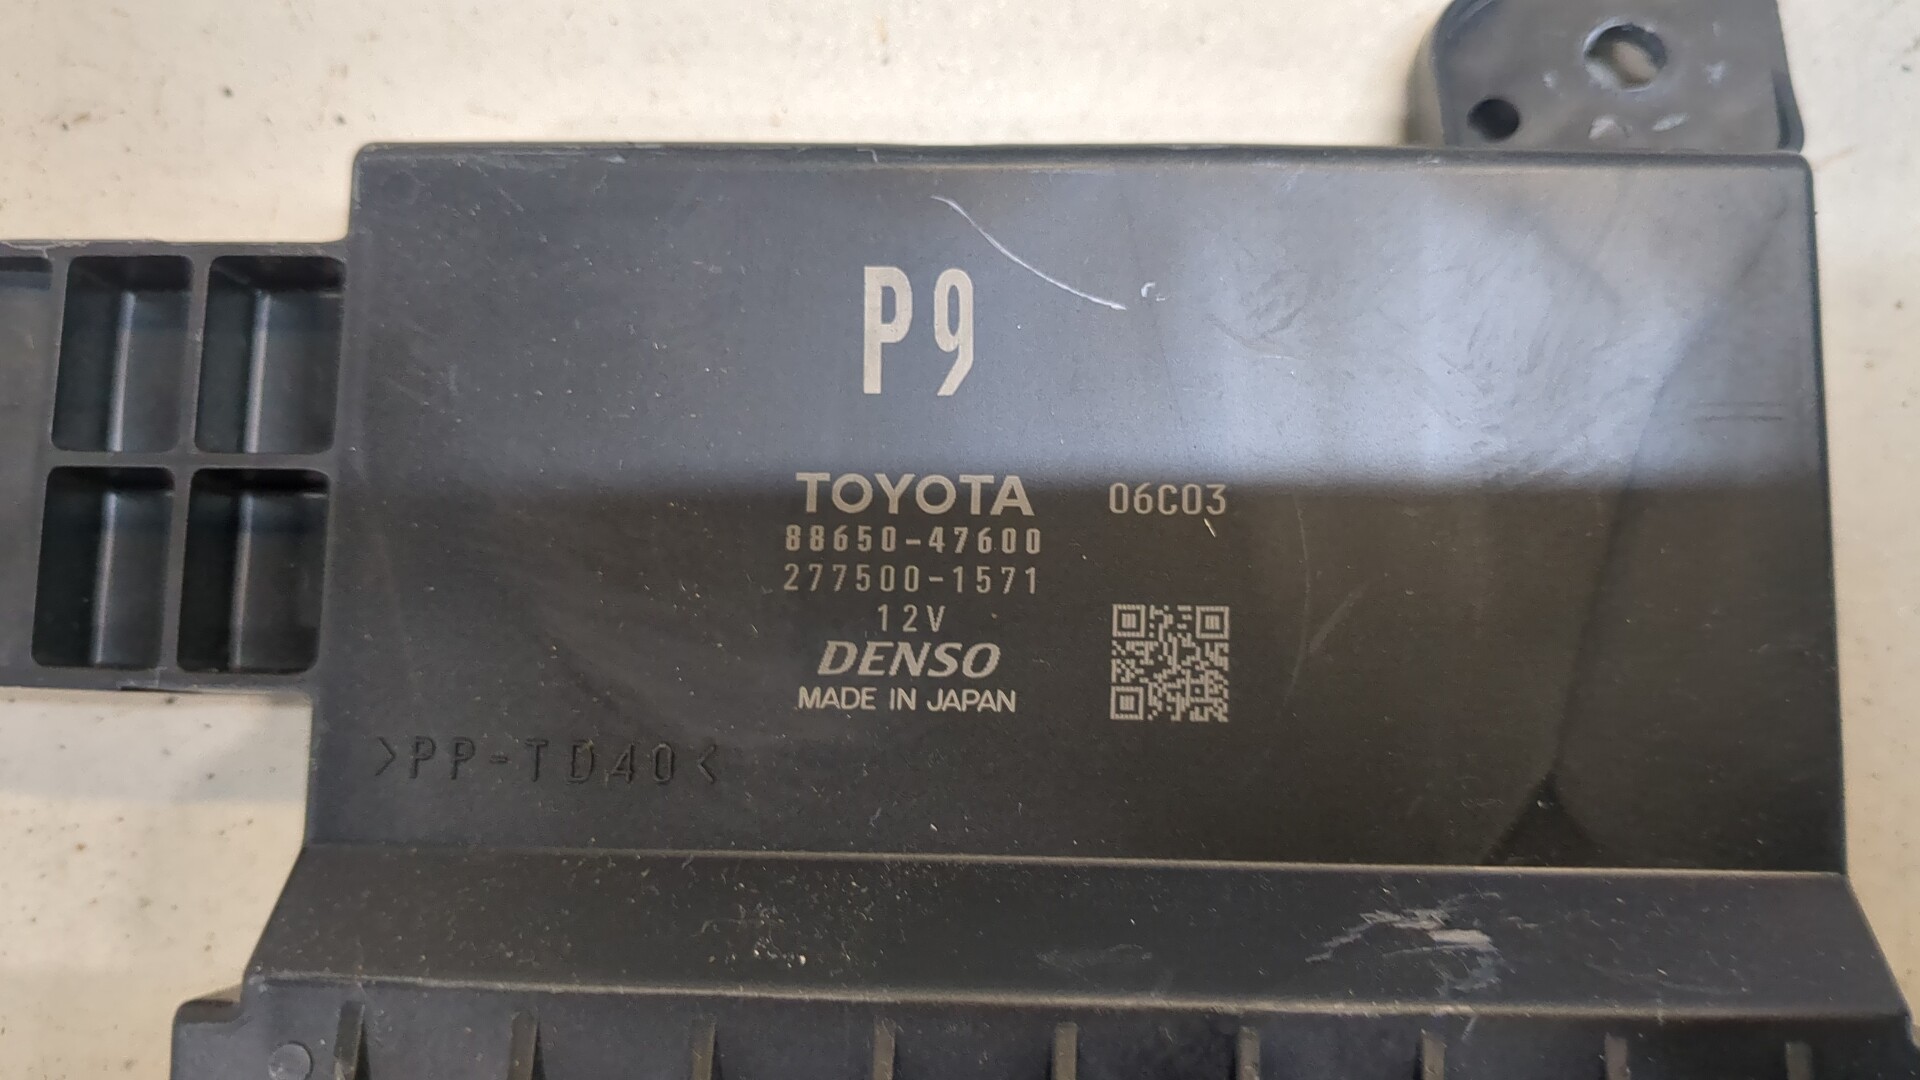 P9
TOYOTA 06C03
88650-47600
277500-1571
12V
DENSO
MADE IN JAPAN
>PP-TD40<